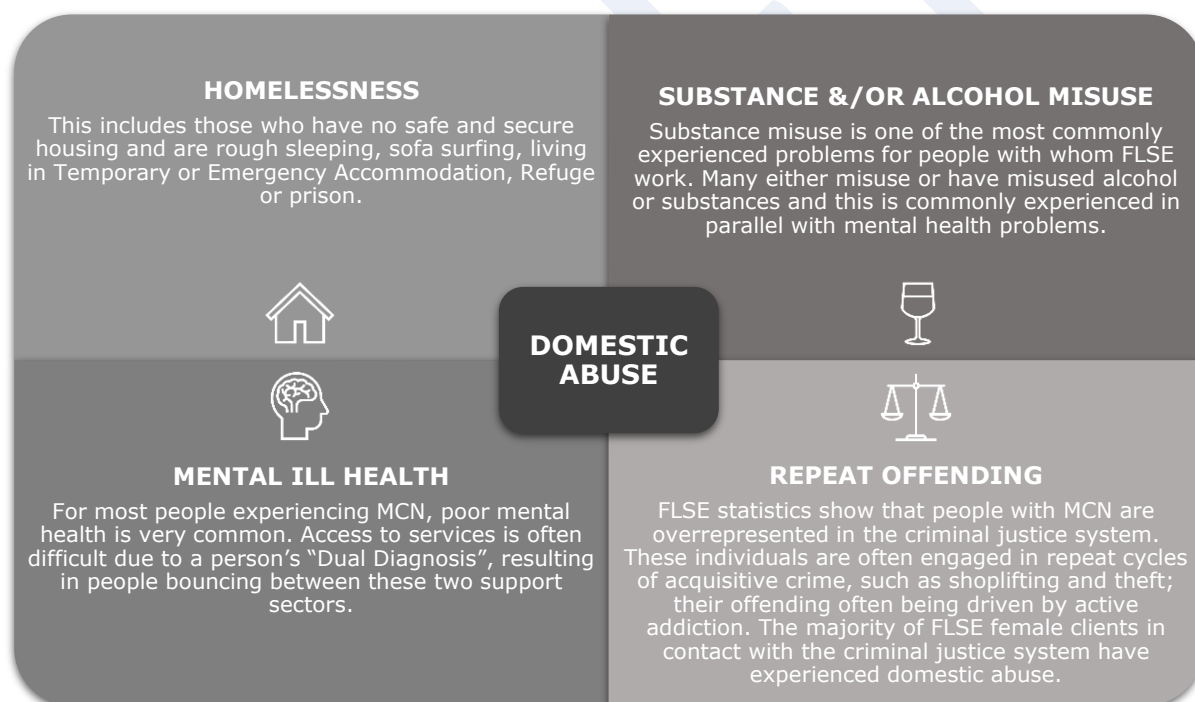 HOMELESSNESS
This includes those who have no safe and secure
housing and are rough sleeping, sofa surfing, living
in Temporary or Emergency Accommodation, Refuge
or prison.
SUBSTANCE &/OR ALCOHOL MISUSE
Substance misuse is one of the most commonly
experienced problems for people with whom FLSE
work. Many either misuse or have misused alcohol
or substances and this is commonly experienced in
parallel with mental health problems.
DOMESTIC
ABUSE
MENTAL ILL HEALTH
For most people experiencing MCN, poor mental
health is very common. Access to services is often
difficult due to a person’s “Dual Diagnosis”, resulting
in people bouncing between these two support
sectors.
REPEAT OFFENDING
FLSE statistics show that people with MCN are
overrepresented in the criminal justice system.
These individuals are often engaged in repeat cycles
of acquisitive crime, such as shoplifting and theft;
their offending often being driven by active
addiction. The majority of FLSE female clients in
contact with the criminal justice system have
experienced domestic abuse.